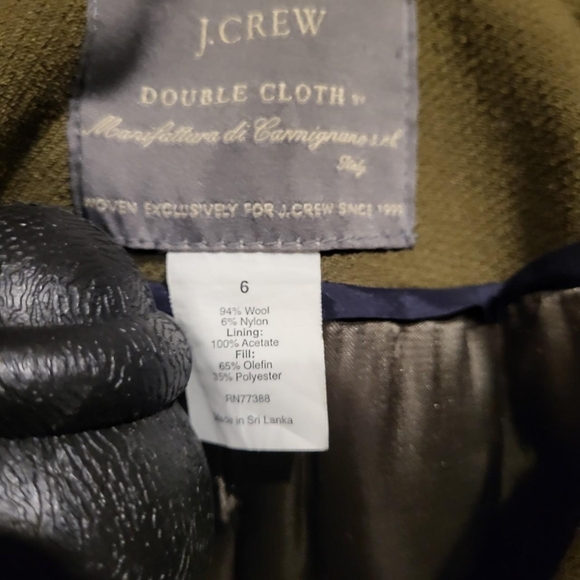 J.CREW
DOUBLE CLOTH BY
Manifattura di Carmignano s.r.l.
Italy
WOVEN EXCLUSIVELY FOR J.CREW SINCE 1991
6
94% Wool
6% Nylon
Lining:
100% Acetate
Fill:
65% Olefin
35% Polyester
RN77388
Made in Sri Lanka